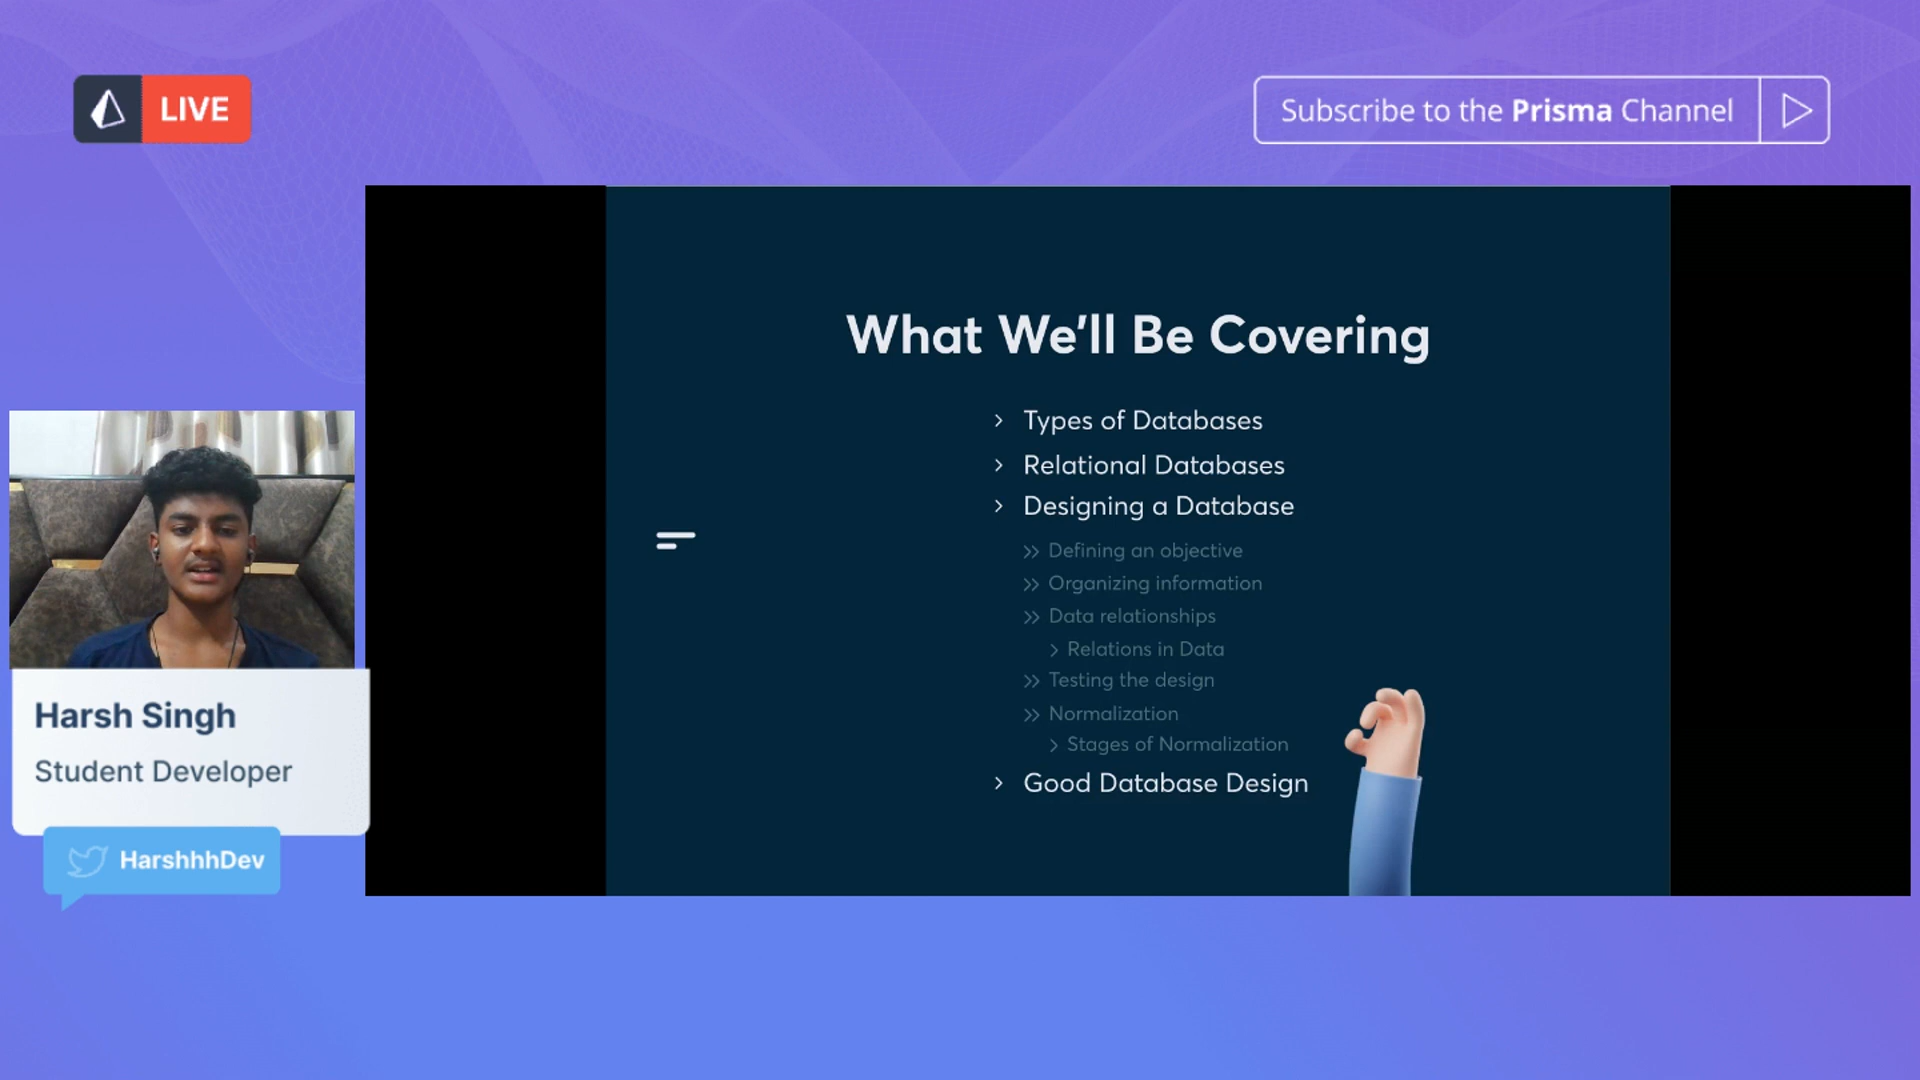 LIVE
Subscribe to the Prisma Channel
What We'll Be Covering
› Types of Databases
› Relational Databases
› Designing a Database
» Defining an objective
» Organizing information
» Data relationships
› Relations in Data
» Testing the design
» Normalization
› Stages of Normalization
› Good Database Design
Harsh Singh
Student Developer
HarshhhDev